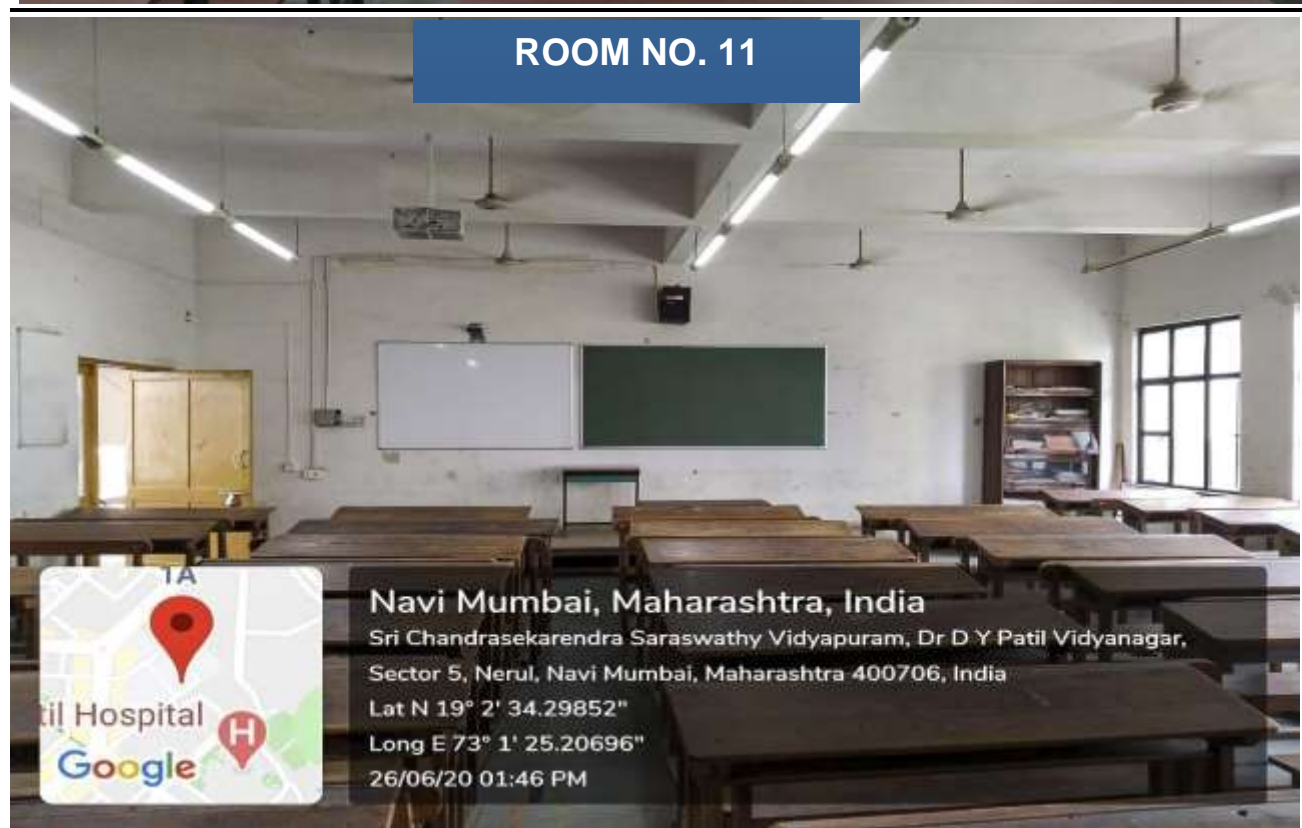 ROOM NO. 11
1A
til Hospital
H
Google
Navi Mumbai, Maharashtra, India
Sri Chandrasekarendra Saraswathy Vidyapuram, Dr D Y Patil Vidyanagar,
Sector 5, Nerul, Navi Mumbai, Maharashtra 400706, India
Lat N 19° 2' 34.29852"
Long E 73° 1' 25.20696"
26/06/20 01:46 PM